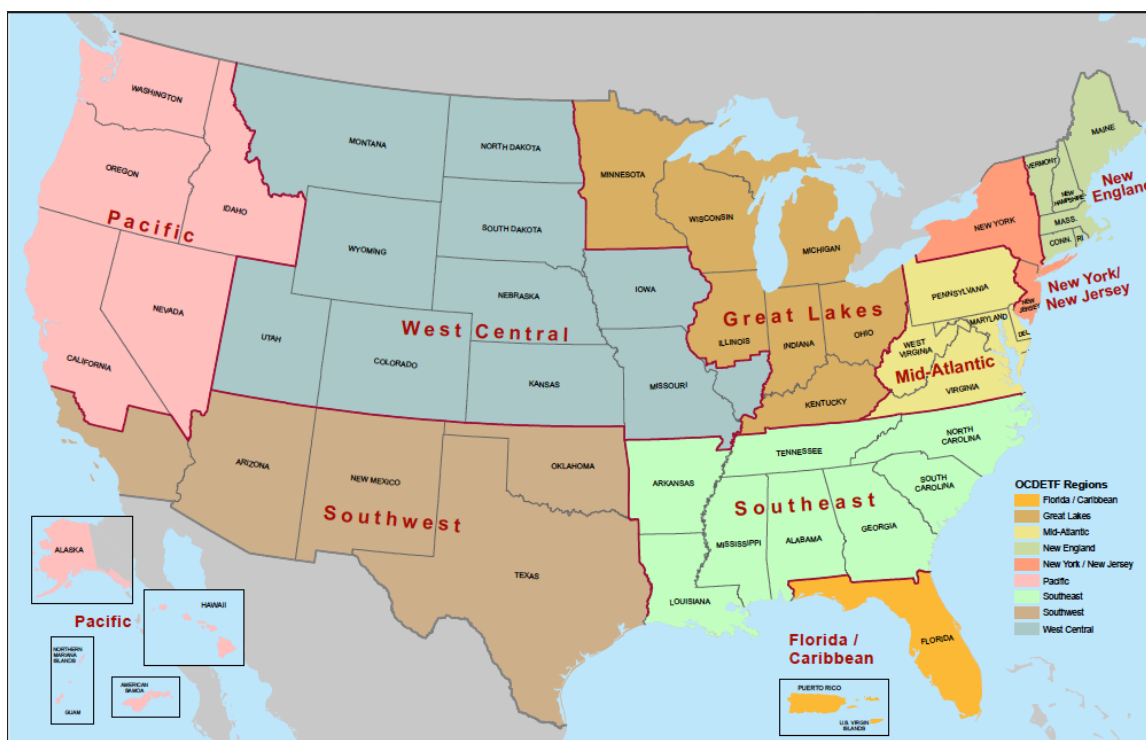 WASHINGTON
OREGON
IDAHO
Pacific
NEVADA
CALIFORNIA
MONTANA
NORTH DAKOTA
SOUTH DAKOTA
WYOMING
NEBRASKA
IOWA
West Central
UTAH
COLORADO
KANSAS
MISSOURI
MINNESOTA
WISCONSIN
MICHIGAN
Great Lakes
ILLINOIS
INDIANA
OHIO
KENTUCKY
MAINE
VERMONT
NEW
HAMPSHIRE
MASS.
CONN.
RI
New
England
NEW YORK
New York/
New Jersey
NEW
JERSEY
PENNSYLVANIA
MARYLAND
DEL.
WEST
VIRGINIA
Mid-Atlantic
VIRGINIA
ARIZONA
NEW MEXICO
OKLAHOMA
Southwest
TEXAS
ARKANSAS
TENNESSEE
NORTH
CAROLINA
SOUTH
CAROLINA
Southeast
MISSISSIPPI
ALABAMA
GEORGIA
LOUISIANA
Florida /
Caribbean
FLORIDA
PUERTO RICO
U.S. VIRGIN
ISLANDS
ALASKA
HAWAII
Pacific
NORTHERN
MARIANA
ISLANDS
GUAM
AMERICAN
SAMOA
OCDETF Regions
Florida / Caribbean
Great Lakes
Mid-Atlantic
New England
New York / New Jersey
Pacific
Southeast
Southwest
West Central